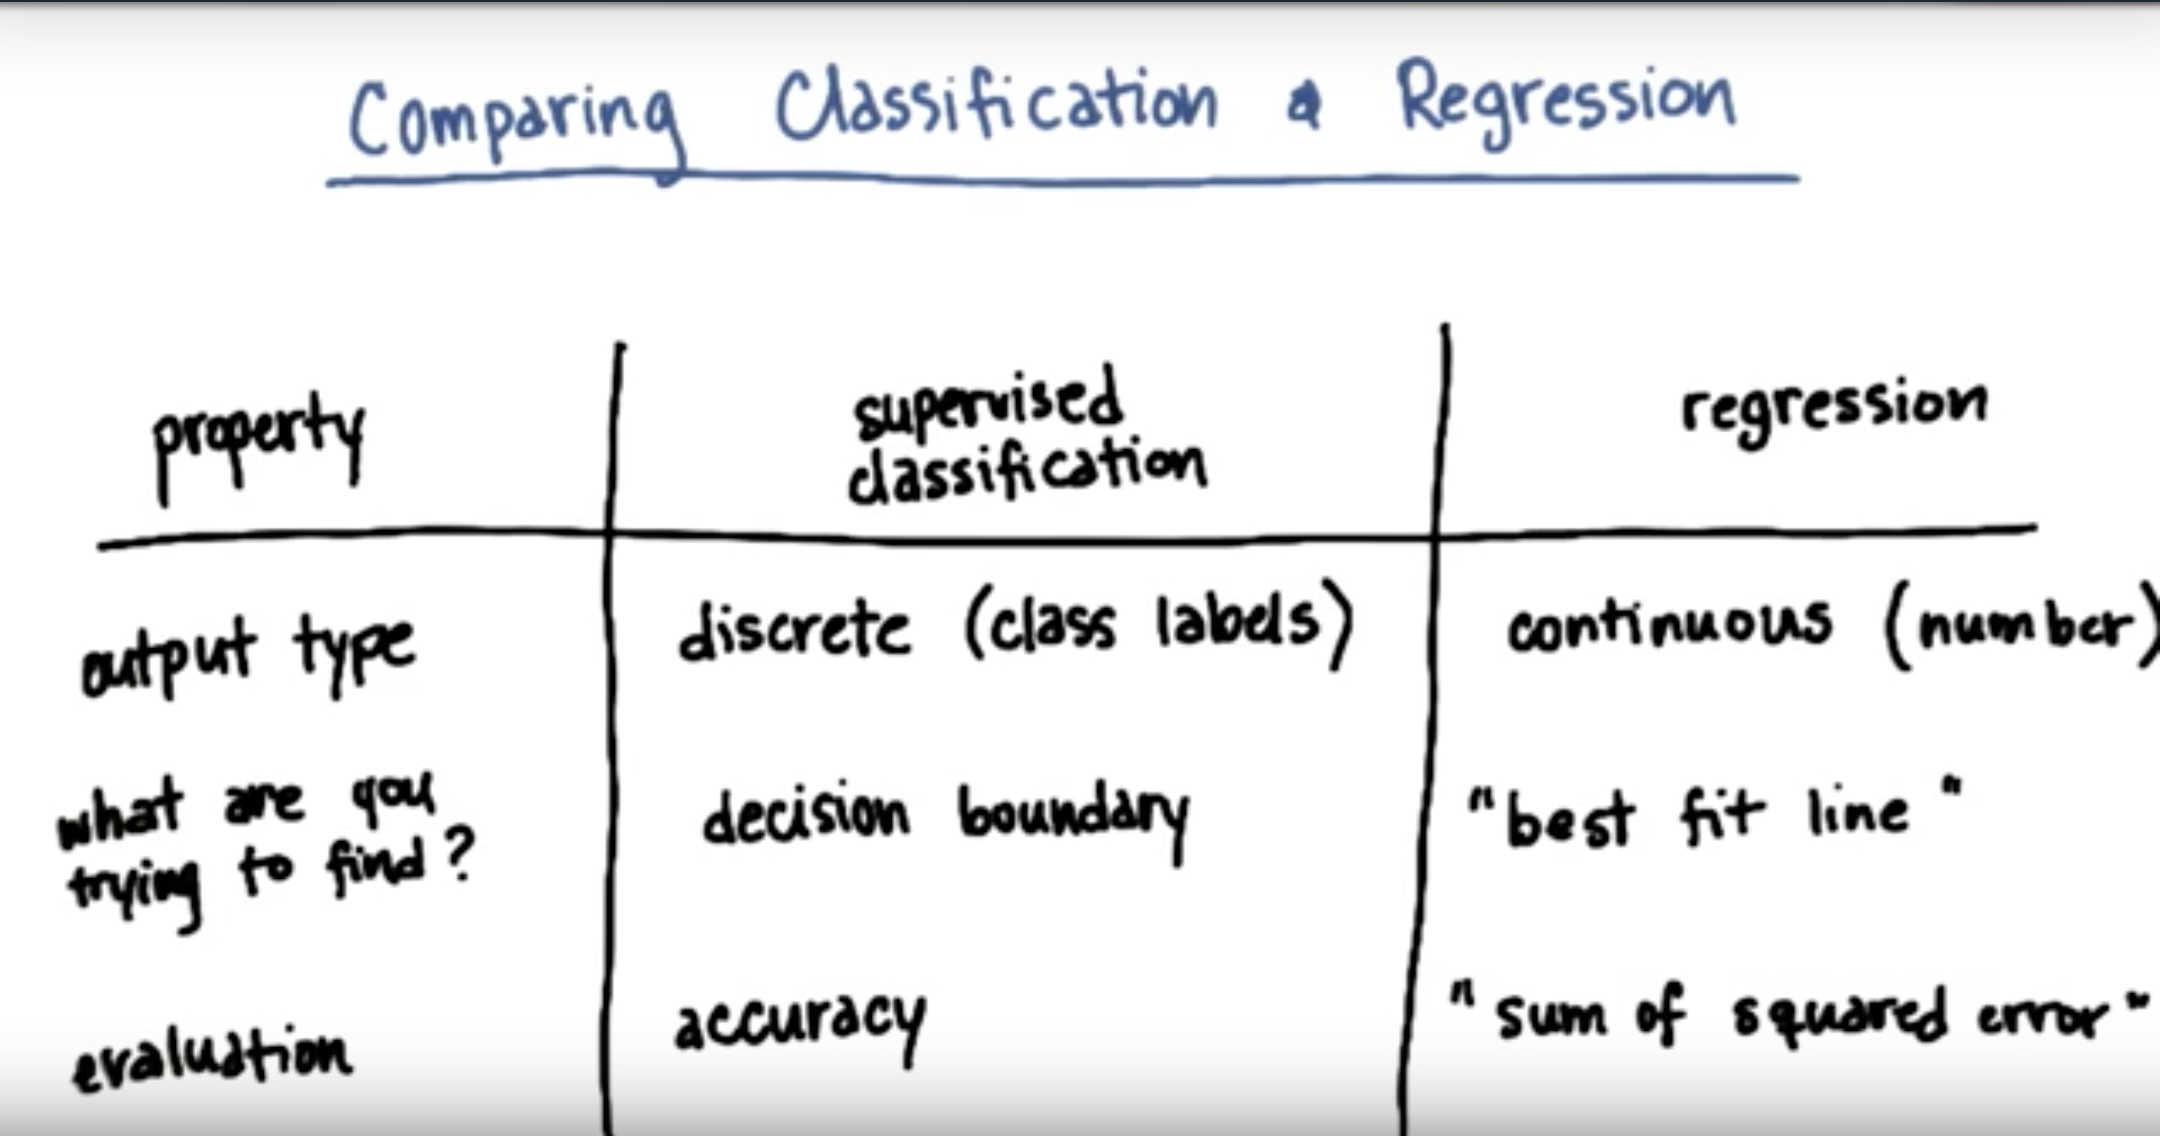 Comparing Classification & Regression
property
supervised
classification
regression
output type
discrete (class labels)
continuous (number)
what are you
trying to find?
decision boundary
"best fit line"
evaluation
accuracy
"sum of squared error"